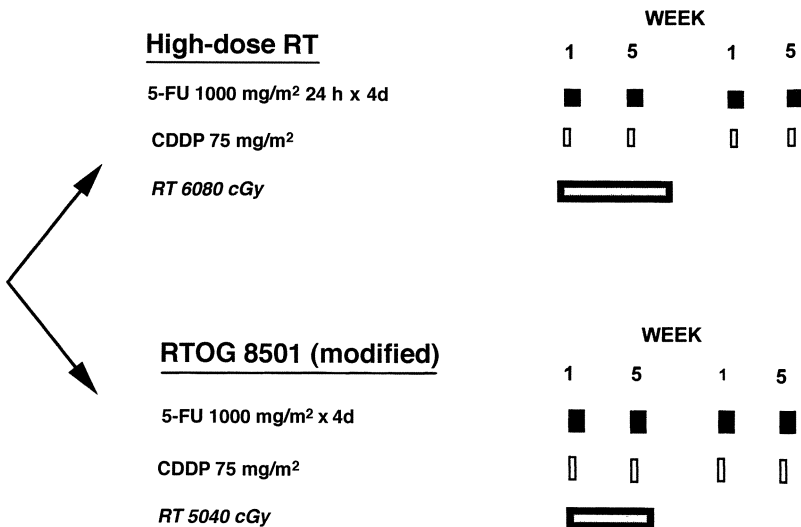 WEEK
High-dose RT
1 5 1 5
5-FU 1000 mg/m² 24 h x 4d
CDDP 75 mg/m²
RT 6080 cGy
WEEK
RTOG 8501 (modified)
1 5 1 5
5-FU 1000 mg/m² x 4d
CDDP 75 mg/m²
RT 5040 cGy